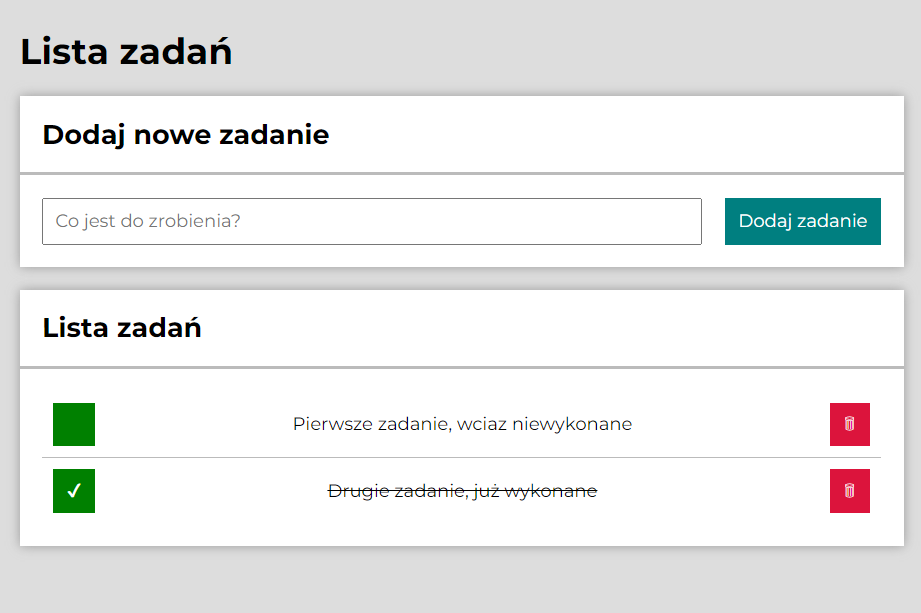 Lista zadań
Dodaj nowe zadanie
Co jest do zrobienia?
Dodaj zadanie
Lista zadań
Pierwsze zadanie, wciaz niewykonane
Drugie zadanie, już wykonane